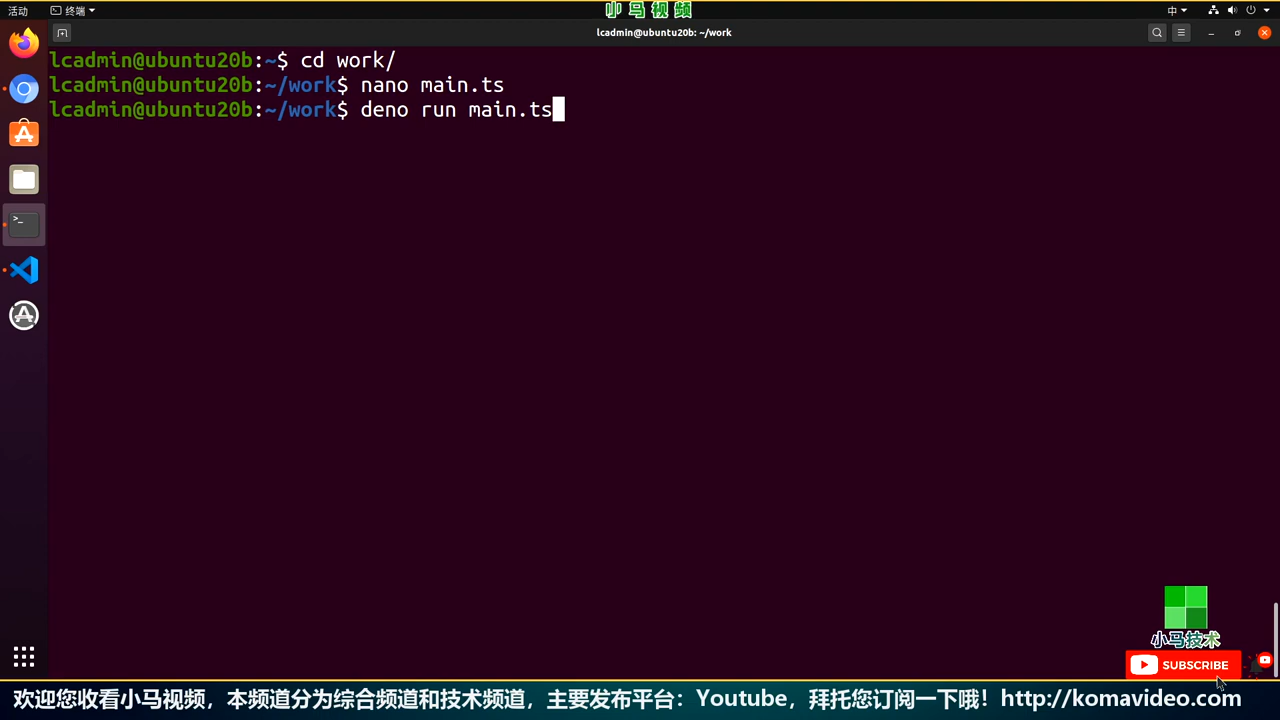 活动
终端
小马视频
中
lcadmin@ubuntu20b: ~/work
lcadmin@ubuntu20b:~$ cd work/
lcadmin@ubuntu20b:~/work$ nano main.ts
lcadmin@ubuntu20b:~/work$ deno run main.ts
小马技术
SUBSCRIBE
欢迎您收看小马视频，本频道分为综合频道和技术频道，主要发布平台：Youtube，拜托您订阅一下哦！http://komavideo.com